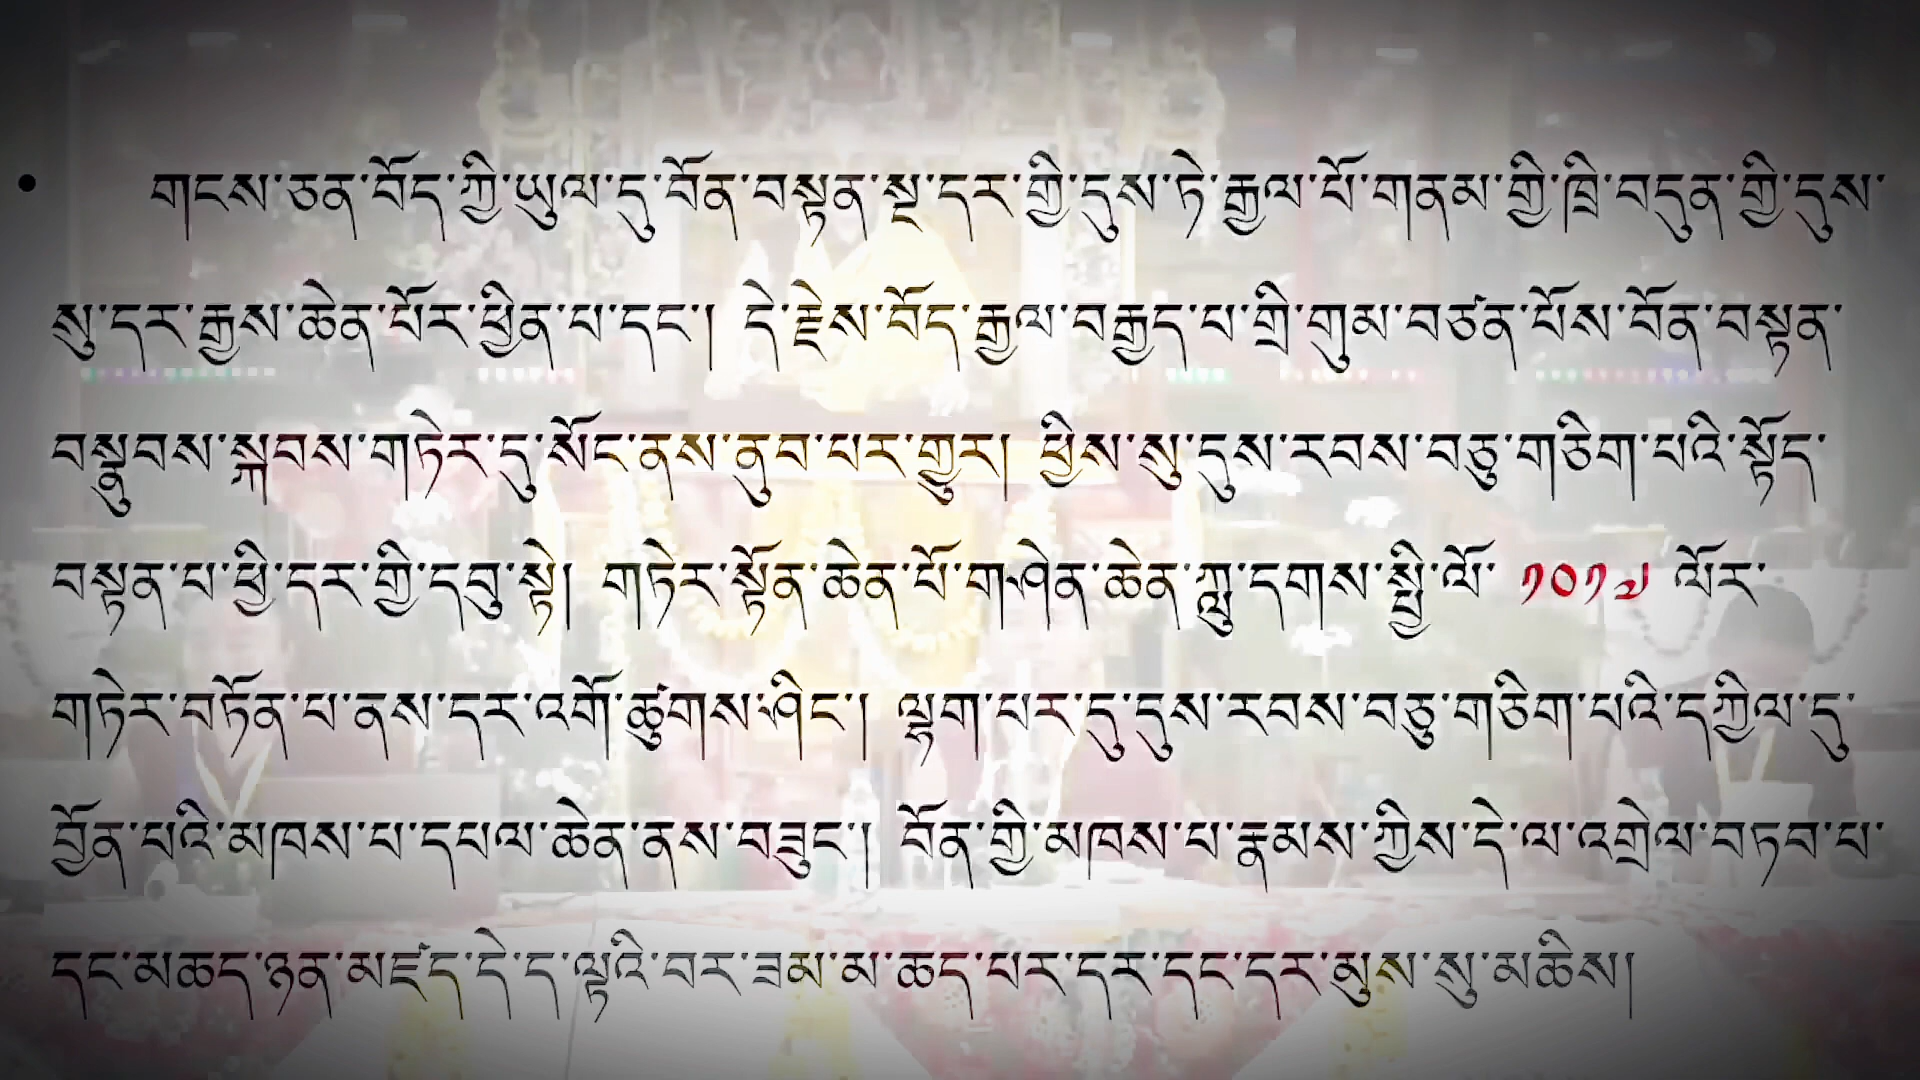 • གངས་ཅན་བོད་ཀྱི་ཡུལ་དུ་བོན་བསྟན་སྔ་དར་གྱི་དུས་ཏེ་རྒྱལ་པོ་གནམ་གྱི་ཁྲི་བདུན་གྱི་དུས་
སུ་དར་རྒྱས་ཆེན་པོར་ཕྱིན་པ་དང་། དེ་རྗེས་བོད་རྒྱལ་བརྒྱད་པ་གྲི་གུམ་བཙན་པོས་བོན་བསྟན་
བསྣུབས་སྐབས་གཏེར་དུ་སོང་ནས་ནུབ་པར་གྱུར། ཕྱིས་སུ་དུས་རབས་བཅུ་གཅིག་པའི་སྟོད་
བསྟན་པ་ཕྱི་དར་གྱི་དབུ་སྟེ། གཏེར་སྟོན་ཆེན་པོ་གཤེན་ཆེན་ཀླུ་དགས་སྤྱི་ལོ་ ༡༠༡༧ ལོར་
གཏེར་བཏོན་པ་ནས་དར་འགོ་ཚུགས་ཤིང་། ལྷག་པར་དུ་དུས་རབས་བཅུ་གཅིག་པའི་དཀྱིལ་དུ་
བྱོན་པའི་མཁས་པ་དཔལ་ཆེན་ནས་བཟུང་། བོན་གྱི་མཁས་པ་རྣམས་ཀྱིས་དེ་ལ་འགྲེལ་བཏབ་པ་
དང་མཆད་ཉན་མཛད་དེ་ད་ལྟའི་བར་ཟམ་མ་ཆད་པར་དར་དང་དར་མུས་སུ་མཆིས།